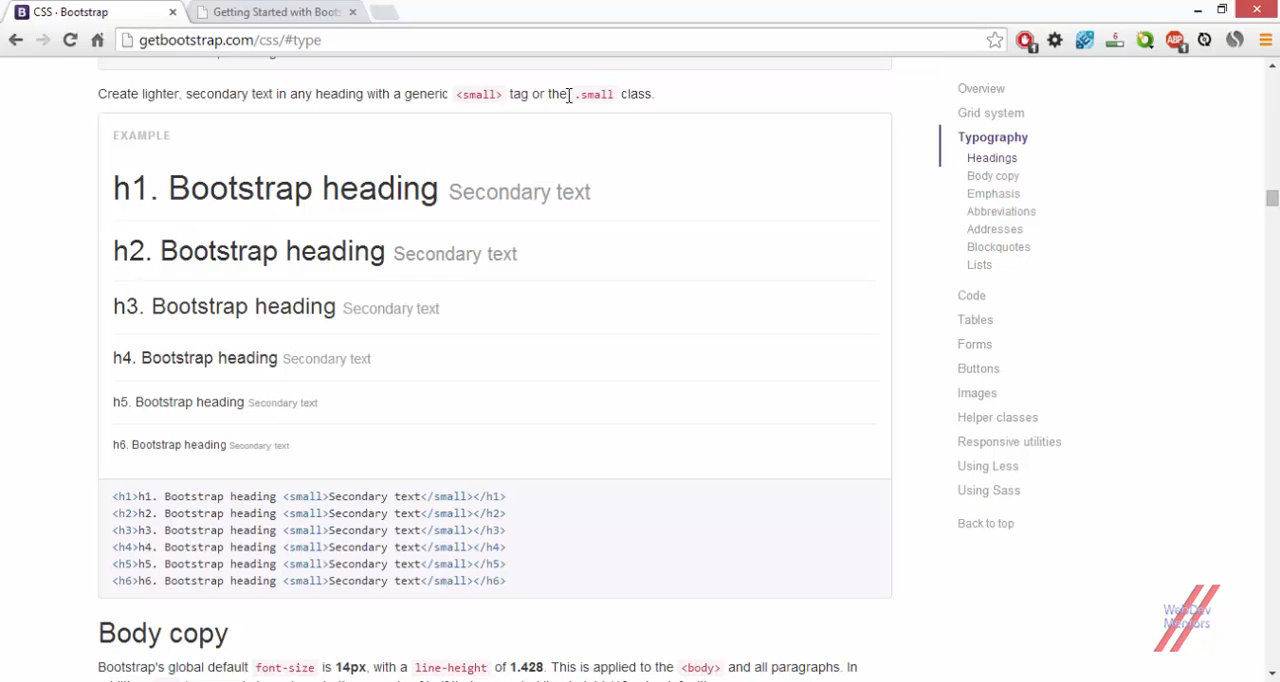 CSS · Bootstrap
Getting Started with Boots
getbootstrap.com/css/#type
Create lighter, secondary text in any heading with a generic <small> tag or the .small class.
EXAMPLE
h1. Bootstrap heading Secondary text
h2. Bootstrap heading Secondary text
h3. Bootstrap heading Secondary text
h4. Bootstrap heading Secondary text
h5. Bootstrap heading Secondary text
h6. Bootstrap heading Secondary text
<h1>h1. Bootstrap heading <small>Secondary text</small></h1>
<h2>h2. Bootstrap heading <small>Secondary text</small></h2>
<h3>h3. Bootstrap heading <small>Secondary text</small></h3>
<h4>h4. Bootstrap heading <small>Secondary text</small></h4>
<h5>h5. Bootstrap heading <small>Secondary text</small></h5>
<h6>h6. Bootstrap heading <small>Secondary text</small></h6>
Body copy
Bootstrap's global default font-size is 14px, with a line-height of 1.428. This is applied to the <body> and all paragraphs. In
Overview
Grid system
Typography
Headings
Body copy
Emphasis
Abbreviations
Addresses
Blockquotes
Lists
Code
Tables
Forms
Buttons
Images
Helper classes
Responsive utilities
Using Less
Using Sass
Back to top
WebDev
Mentors
B
1
6
ABP
1